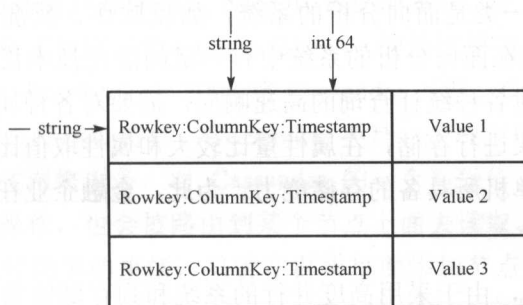 string
int 64
string
Rowkey:ColumnKey:Timestamp
Value 1
Rowkey:ColumnKey:Timestamp
Value 2
Rowkey:ColumnKey:Timestamp
Value 3